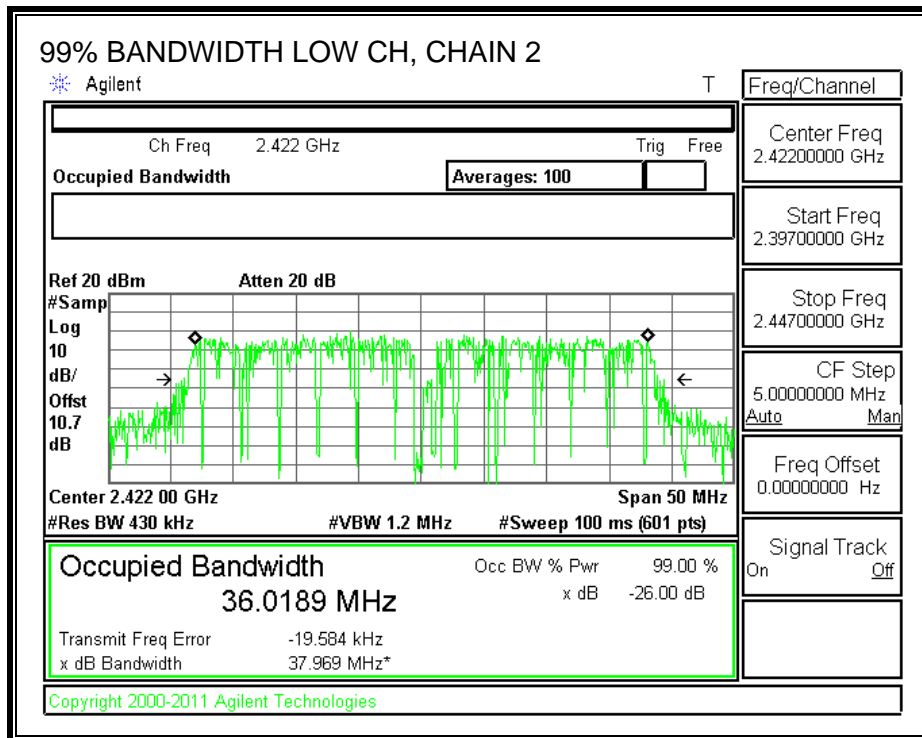 99% BANDWIDTH LOW CH, CHAIN 2
Agilent T
Ch Freq 2.422 GHz Trig Free
Occupied Bandwidth Averages: 100
Ref 20 dBm Atten 20 dB
#Samp
Log
10
dB/
Offst
10.7
dB
Center 2.422 00 GHz Span 50 MHz
#Res BW 430 kHz #VBW 1.2 MHz #Sweep 100 ms (601 pts)
Occupied Bandwidth Occ BW % Pwr 99.00 %
36.0189 MHz x dB -26.00 dB
Transmit Freq Error -19.584 kHz
x dB Bandwidth 37.969 MHz*
Copyright 2000-2011 Agilent Technologies
Freq/Channel
Center Freq
2.42200000 GHz
Start Freq
2.39700000 GHz
Stop Freq
2.44700000 GHz
CF Step
5.00000000 MHz
Auto Man
Freq Offset
0.00000000 Hz
Signal Track
On Off